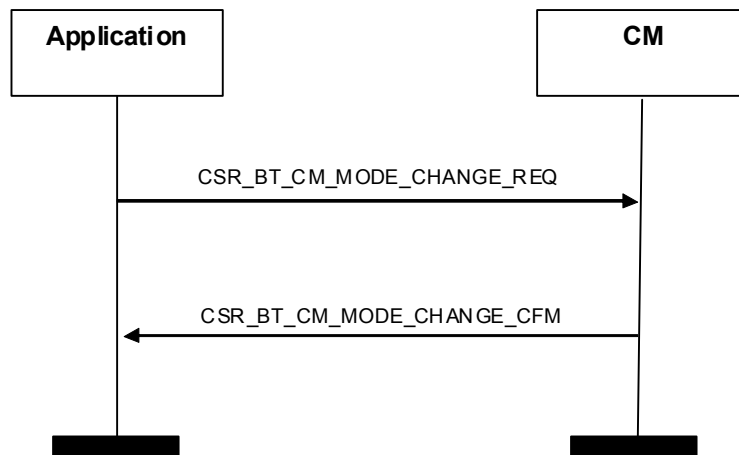 Application
CM
CSR_BT_CM_MODE_CHANGE_REQ
CSR_BT_CM_MODE_CHANGE_CFM